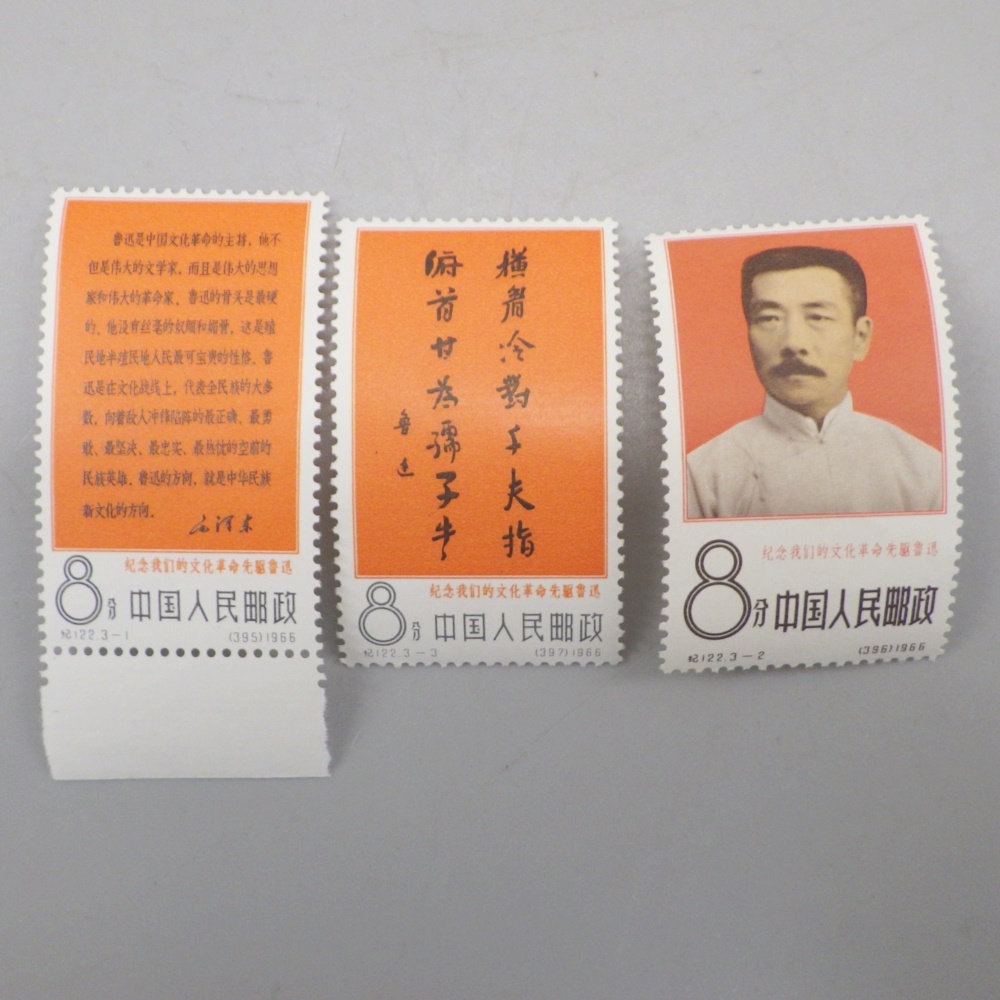 鲁迅是中国文化革命的主将，他不
但是伟大的文学家，而且是伟大的思想
家和伟大的革命家。鲁迅的骨头是最硬
的，他没有丝毫的奴颜和媚骨，这是殖
民地半殖民地人民最可宝贵的性格。鲁
迅是在文化战线上，代表全民族的大多
数，向着敌人冲锋陷阵的最正确、最勇
敢、最坚决、最忠实、最热忱的空前的
民族英雄。鲁迅的方向，就是中华民族
新文化的方向。
毛泽东
纪念我们的文化革命先驱鲁迅
8分 中国人民邮政
纪122.3-1 (395)1966
橫眉冷對千夫指
俯首甘為孺子牛
魯迅
纪念我们的文化革命先驱鲁迅
8分 中国人民邮政
纪122.3-3 (397)1966
纪念我们的文化革命先驱鲁迅
8分 中国人民邮政
纪122.3-2 (396)1966